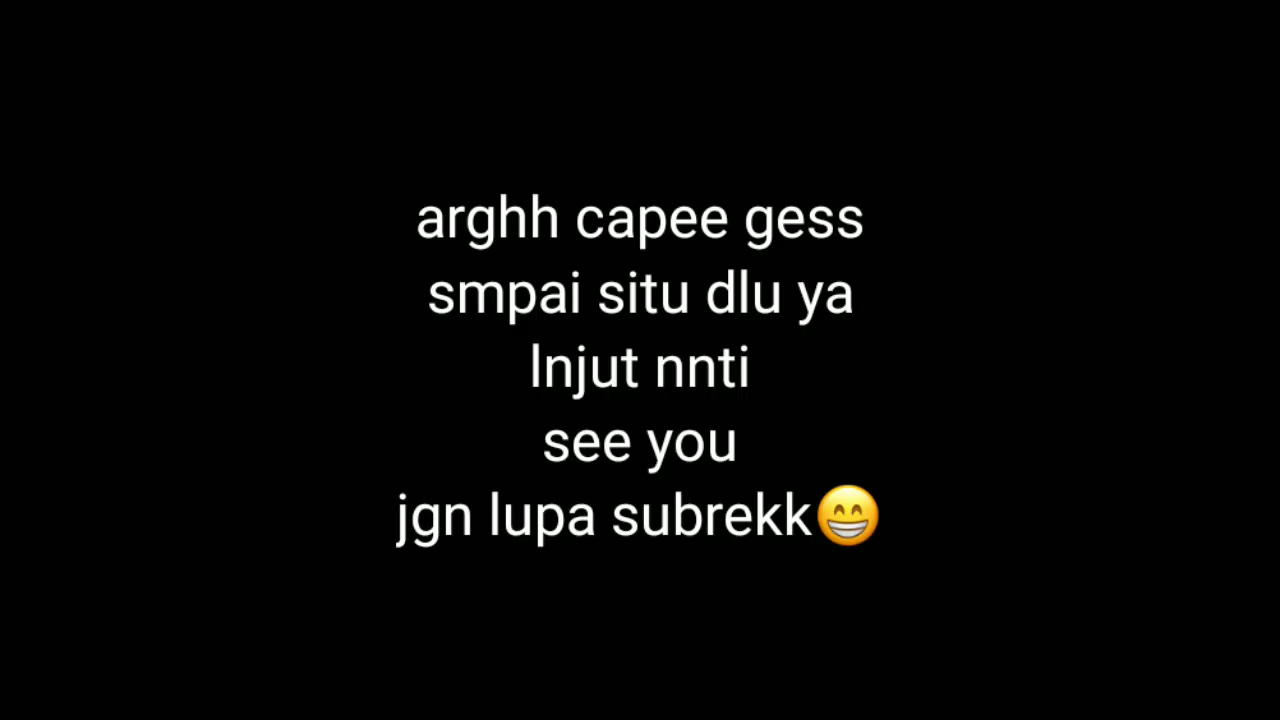 arghh capee gess
smpai situ dlu ya
lnjut nnti
see you
jgn lupa subrekk😁